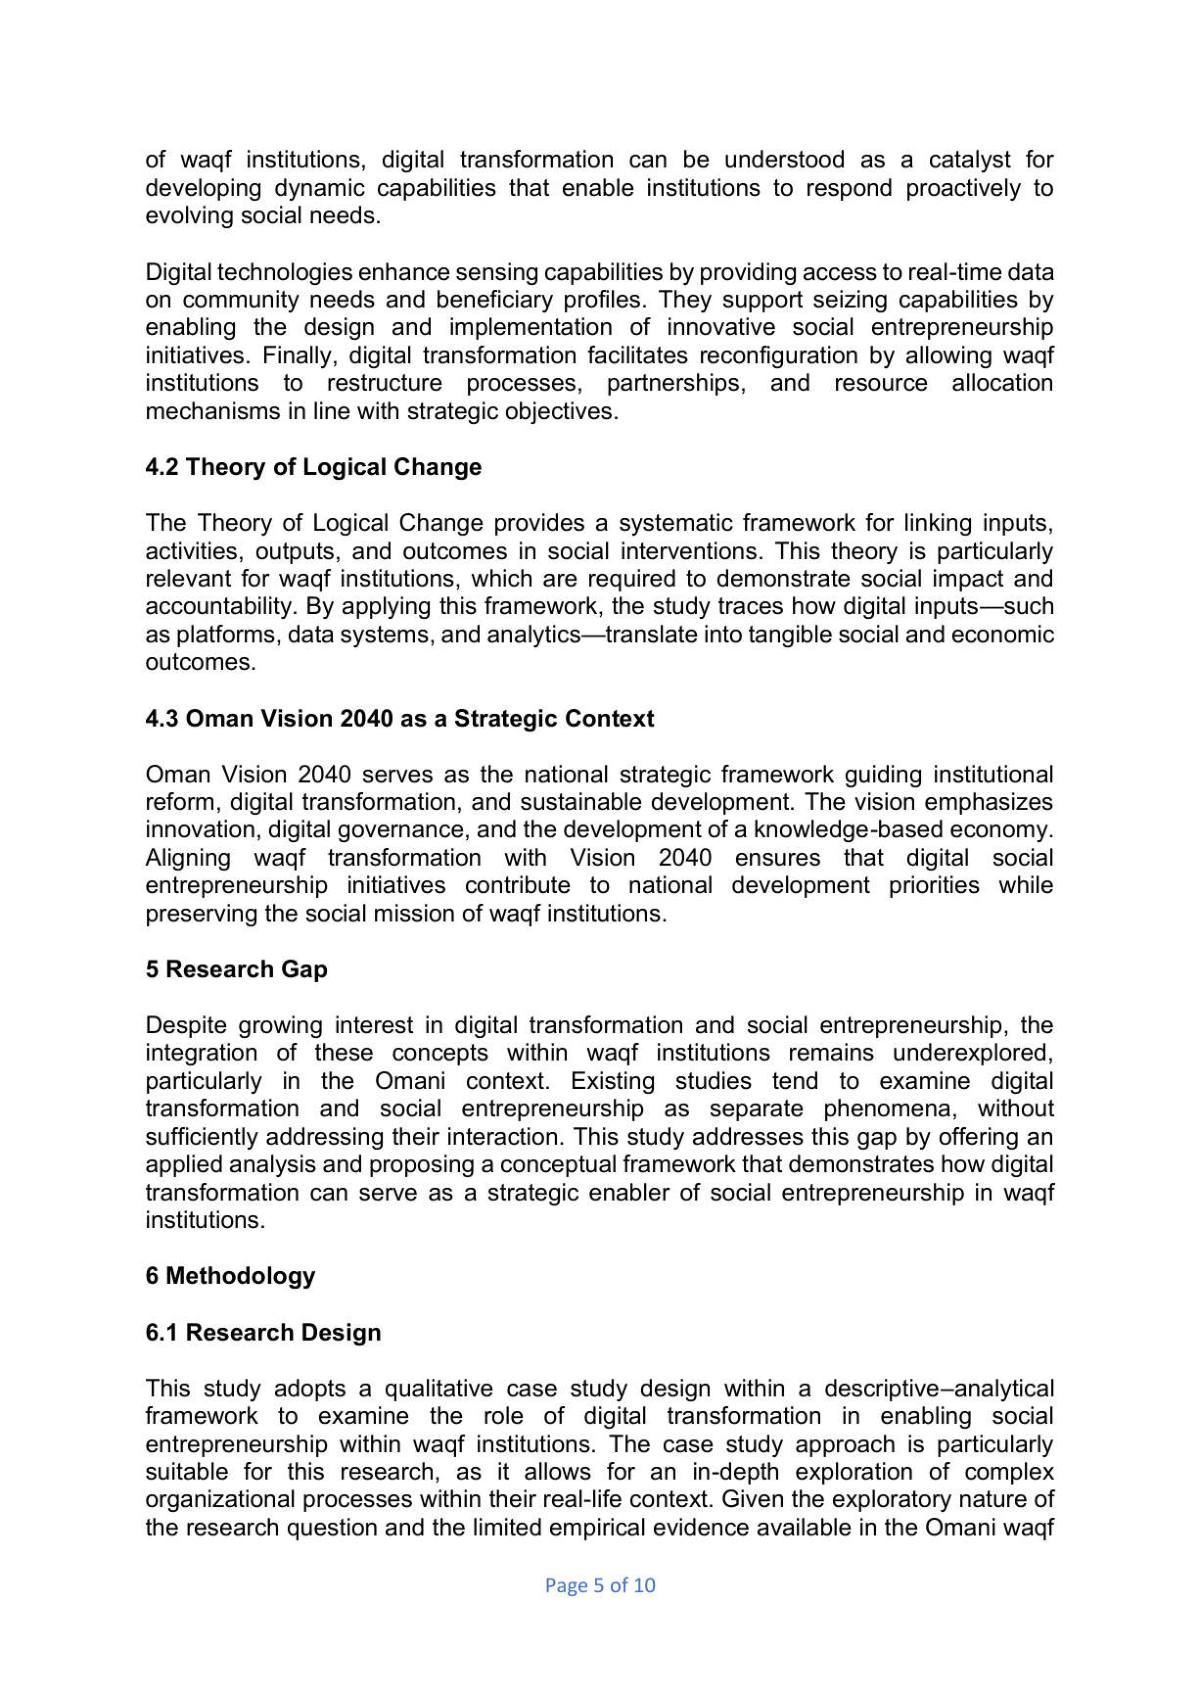 of waqf institutions, digital transformation can be understood as a catalyst for
developing dynamic capabilities that enable institutions to respond proactively to
evolving social needs.
Digital technologies enhance sensing capabilities by providing access to real-time data
on community needs and beneficiary profiles. They support seizing capabilities by
enabling the design and implementation of innovative social entrepreneurship
initiatives. Finally, digital transformation facilitates reconfiguration by allowing waqf
institutions to restructure processes, partnerships, and resource allocation
mechanisms in line with strategic objectives.
4.2 Theory of Logical Change
The Theory of Logical Change provides a systematic framework for linking inputs,
activities, outputs, and outcomes in social interventions. This theory is particularly
relevant for waqf institutions, which are required to demonstrate social impact and
accountability. By applying this framework, the study traces how digital inputs—such
as platforms, data systems, and analytics—translate into tangible social and economic
outcomes.
4.3 Oman Vision 2040 as a Strategic Context
Oman Vision 2040 serves as the national strategic framework guiding institutional
reform, digital transformation, and sustainable development. The vision emphasizes
innovation, digital governance, and the development of a knowledge-based economy.
Aligning waqf transformation with Vision 2040 ensures that digital social
entrepreneurship initiatives contribute to national development priorities while
preserving the social mission of waqf institutions.
5 Research Gap
Despite growing interest in digital transformation and social entrepreneurship, the
integration of these concepts within waqf institutions remains underexplored,
particularly in the Omani context. Existing studies tend to examine digital
transformation and social entrepreneurship as separate phenomena, without
sufficiently addressing their interaction. This study addresses this gap by offering an
applied analysis and proposing a conceptual framework that demonstrates how digital
transformation can serve as a strategic enabler of social entrepreneurship in waqf
institutions.
6 Methodology
6.1 Research Design
This study adopts a qualitative case study design within a descriptive–analytical
framework to examine the role of digital transformation in enabling social
entrepreneurship within waqf institutions. The case study approach is particularly
suitable for this research, as it allows for an in-depth exploration of complex
organizational processes within their real-life context. Given the exploratory nature of
the research question and the limited empirical evidence available in the Omani waqf
Page 5 of 10